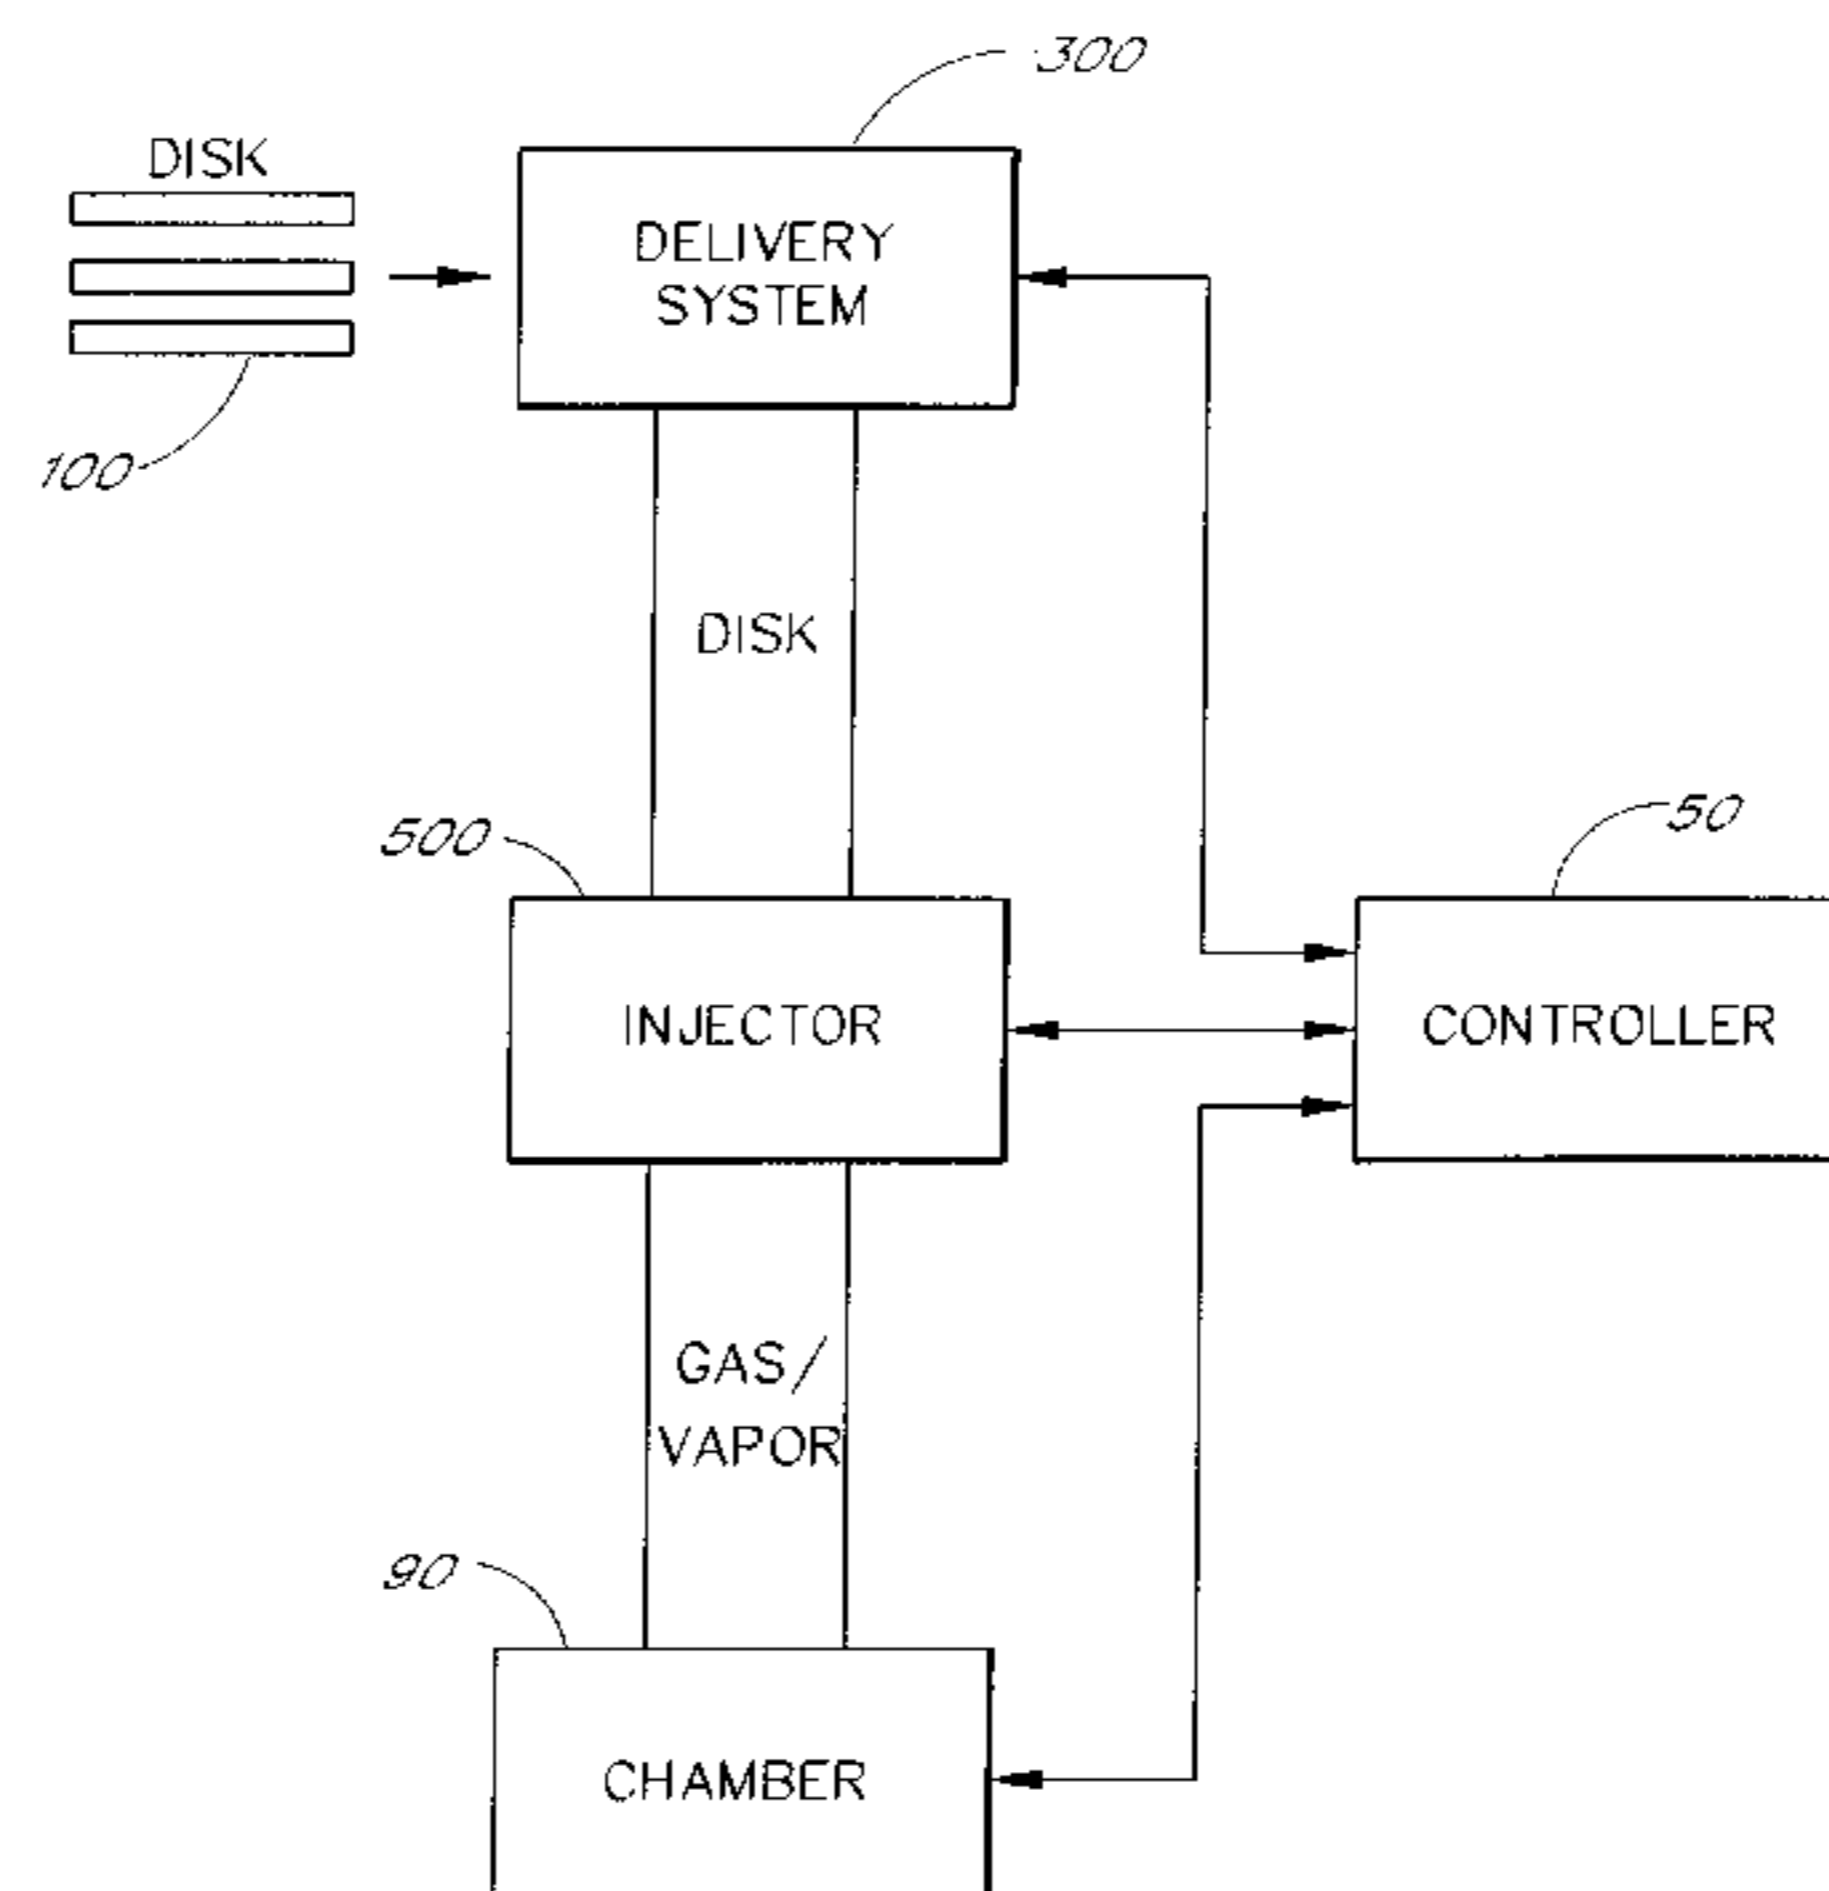 300
DISK
DELIVERY
SYSTEM
100
DISK
500
50
INJECTOR
CONTROLLER
GAS/
VAPOR
90
CHAMBER